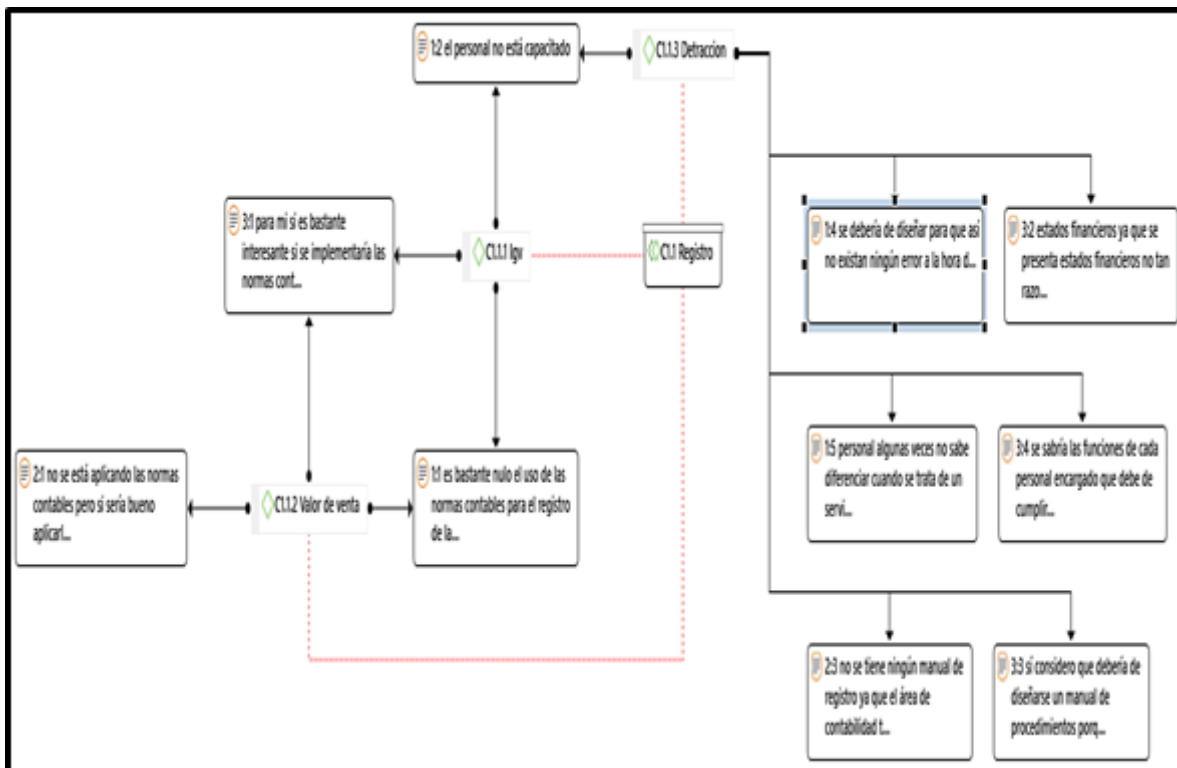 1:2 el personal no está capacitado
C1.1.3 Detraccion
3:1 para mi si es bastante
interesante si se implementaría las
normas cont...
C1.1.1 Igv
C1.1 Registro
1:4 se debería de diseñar para que así
no existan ningún error a la hora d...
3:2 estados financieros ya que se
presenta estados financieros no tan
razo...
2:1 no se está aplicando las normas
contables pero si sería bueno
aplicarl...
C1.1.2 Valor de venta
1:1 es bastante nulo el uso de las
normas contables para el registro
de la...
1:5 personal algunas veces no sabe
diferenciar cuando se trata de un
servi...
3:4 se sabría las funciones de cada
personal encargado que debe de
cumplir...
2:3 no se tiene ningún manual de
registro ya que el área de
contabilidad t...
3:3 si considero que debería de
diseñarse un manual de
procedimientos porq...